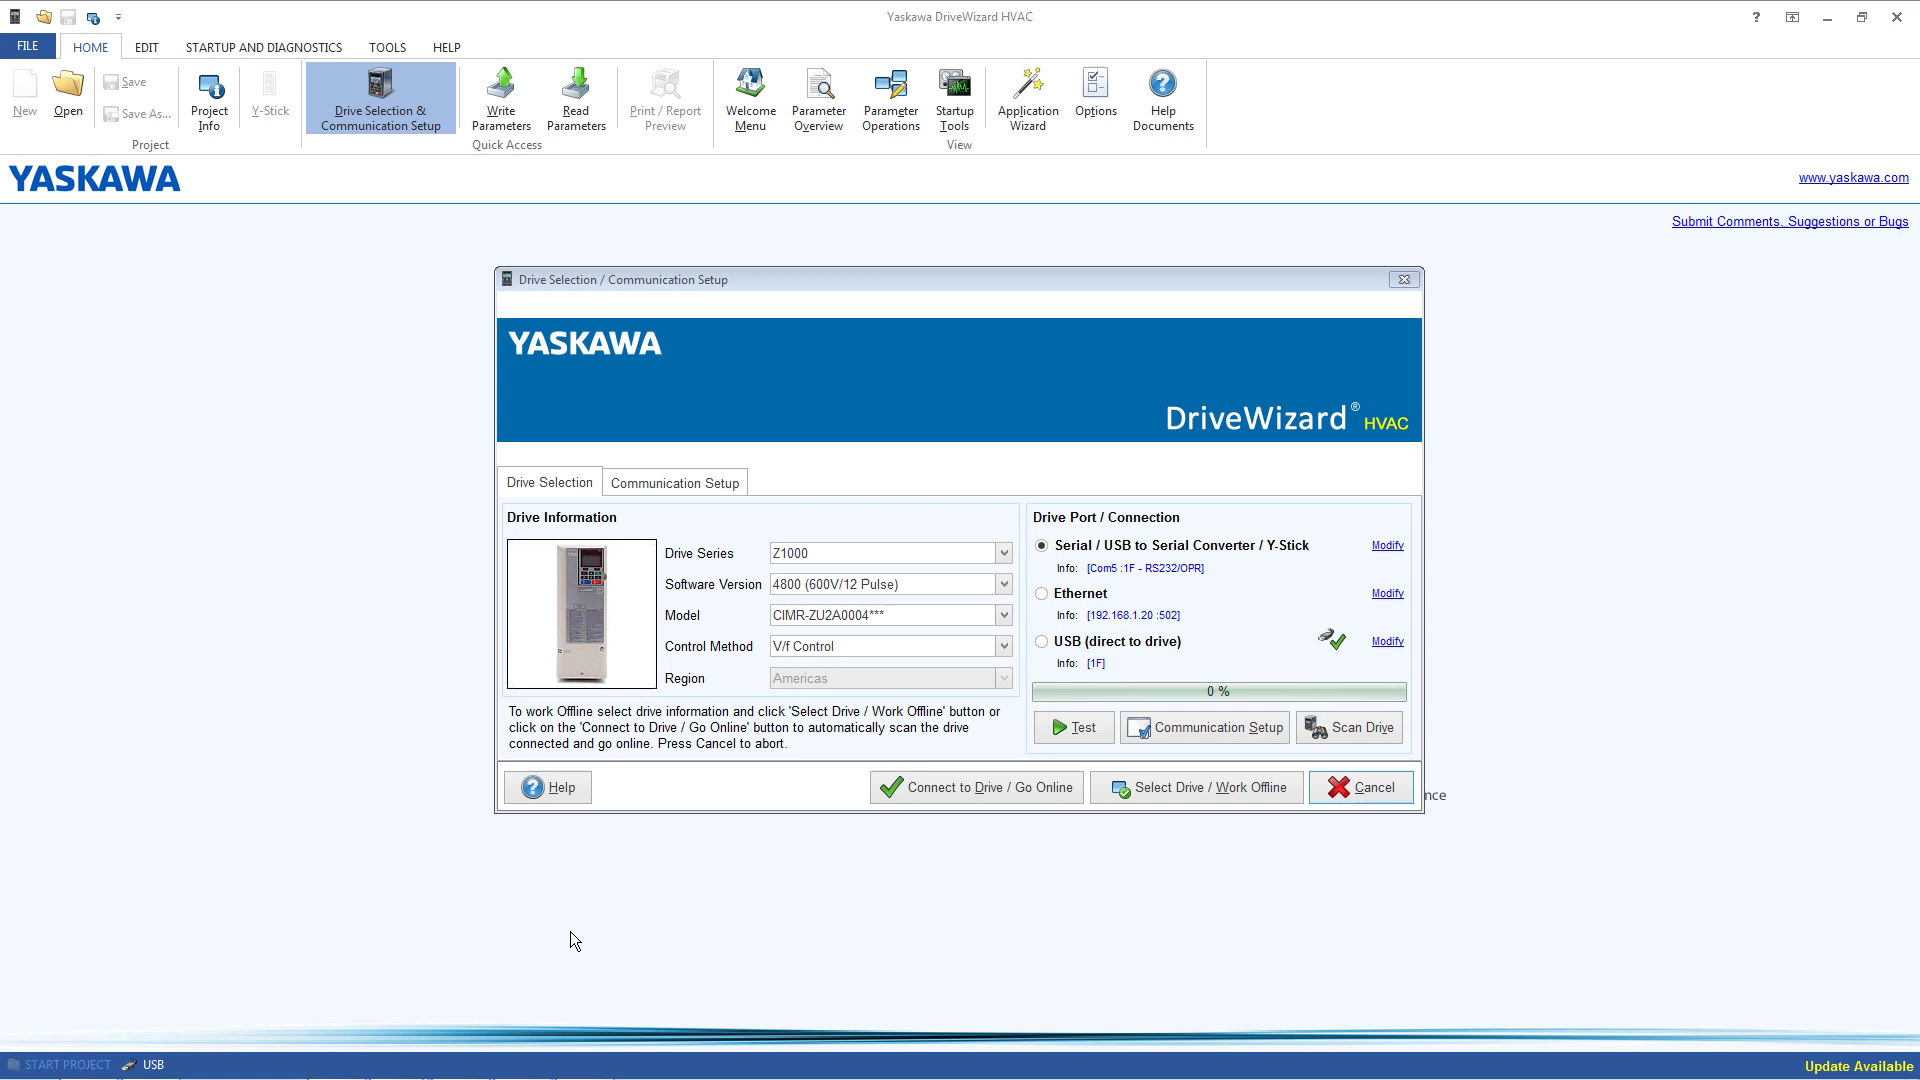 Yaskawa DriveWizard HVAC
FILE HOME EDIT STARTUP AND DIAGNOSTICS TOOLS HELP
New
Open
Save
Save As...
Project
Info
Y-Stick
Drive Selection &
Communication Setup
Write
Parameters
Read
Parameters
Print / Report
Preview
Welcome
Menu
Parameter
Overview
Parameter
Operations
Startup
Tools
Application
Wizard
Options
Help
Documents
Project
Quick Access
View
YASKAWA
www.yaskawa.com
Submit Comments, Suggestions or Bugs
Drive Selection / Communication Setup
YASKAWA
DriveWizard® HVAC
Drive Selection
Communication Setup
Drive Information
Drive Series
Z1000
Software Version
4800 (600V/12 Pulse)
Model
CIMR-ZU2A0004***
Control Method
V/f Control
Region
Americas
To work Offline select drive information and click 'Select Drive / Work Offline' button or
click on the 'Connect to Drive / Go Online' button to automatically scan the drive
connected and go online. Press Cancel to abort.
Drive Port / Connection
Serial / USB to Serial Converter / Y-Stick
Modify
Info: [Com5 :1F - RS232/OPR]
Ethernet
Modify
Info: [192.168.1.20 :502]
USB (direct to drive)
Modify
Info: [1F]
0 %
Test
Communication Setup
Scan Drive
Help
Connect to Drive / Go Online
Select Drive / Work Offline
Cancel
nce
START PROJECT
USB
Update Available